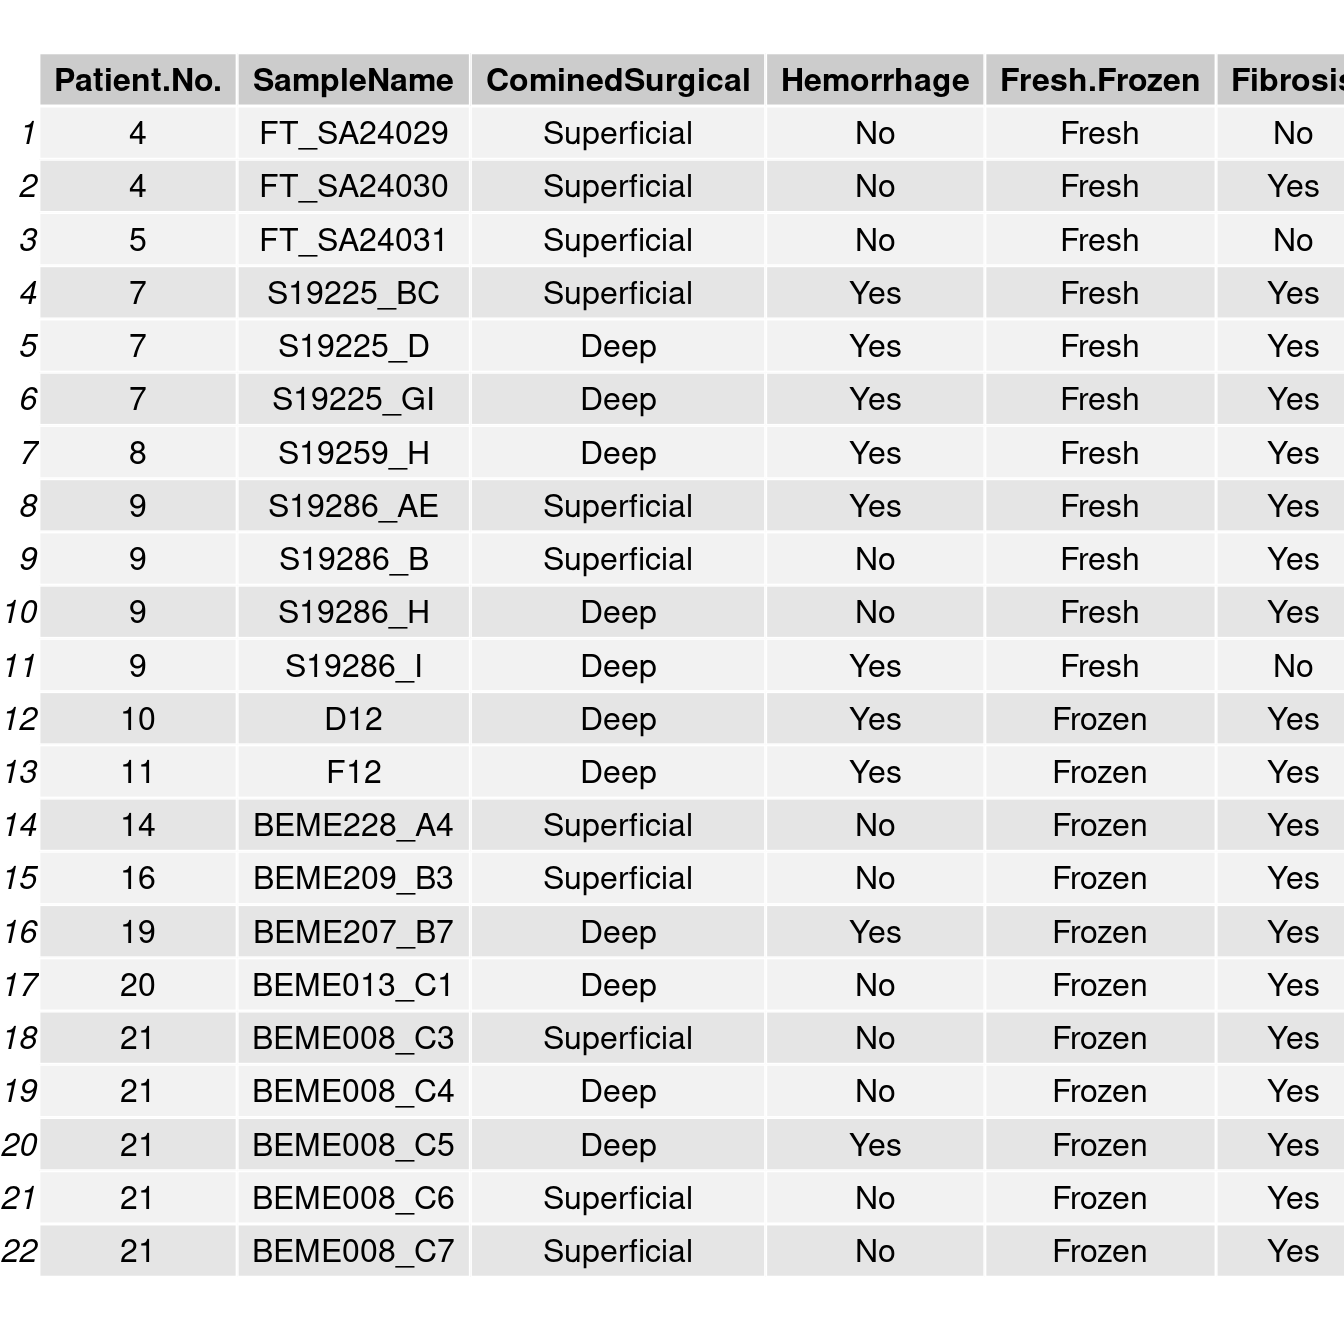 Patient.No. SampleName CominedSurgical Hemorrhage Fresh.Frozen Fibrosis
1 4 FT_SA24029 Superficial No Fresh No
2 4 FT_SA24030 Superficial No Fresh Yes
3 5 FT_SA24031 Superficial No Fresh No
4 7 S19225_BC Superficial Yes Fresh Yes
5 7 S19225_D Deep Yes Fresh Yes
6 7 S19225_GI Deep Yes Fresh Yes
7 8 S19259_H Deep Yes Fresh Yes
8 9 S19286_AE Superficial Yes Fresh Yes
9 9 S19286_B Superficial No Fresh Yes
10 9 S19286_H Deep No Fresh Yes
11 9 S19286_I Deep Yes Fresh No
12 10 D12 Deep Yes Frozen Yes
13 11 F12 Deep Yes Frozen Yes
14 14 BEME228_A4 Superficial No Frozen Yes
15 16 BEME209_B3 Superficial No Frozen Yes
16 19 BEME207_B7 Deep Yes Frozen Yes
17 20 BEME013_C1 Deep No Frozen Yes
18 21 BEME008_C3 Superficial No Frozen Yes
19 21 BEME008_C4 Deep No Frozen Yes
20 21 BEME008_C5 Deep Yes Frozen Yes
21 21 BEME008_C6 Superficial No Frozen Yes
22 21 BEME008_C7 Superficial No Frozen Yes